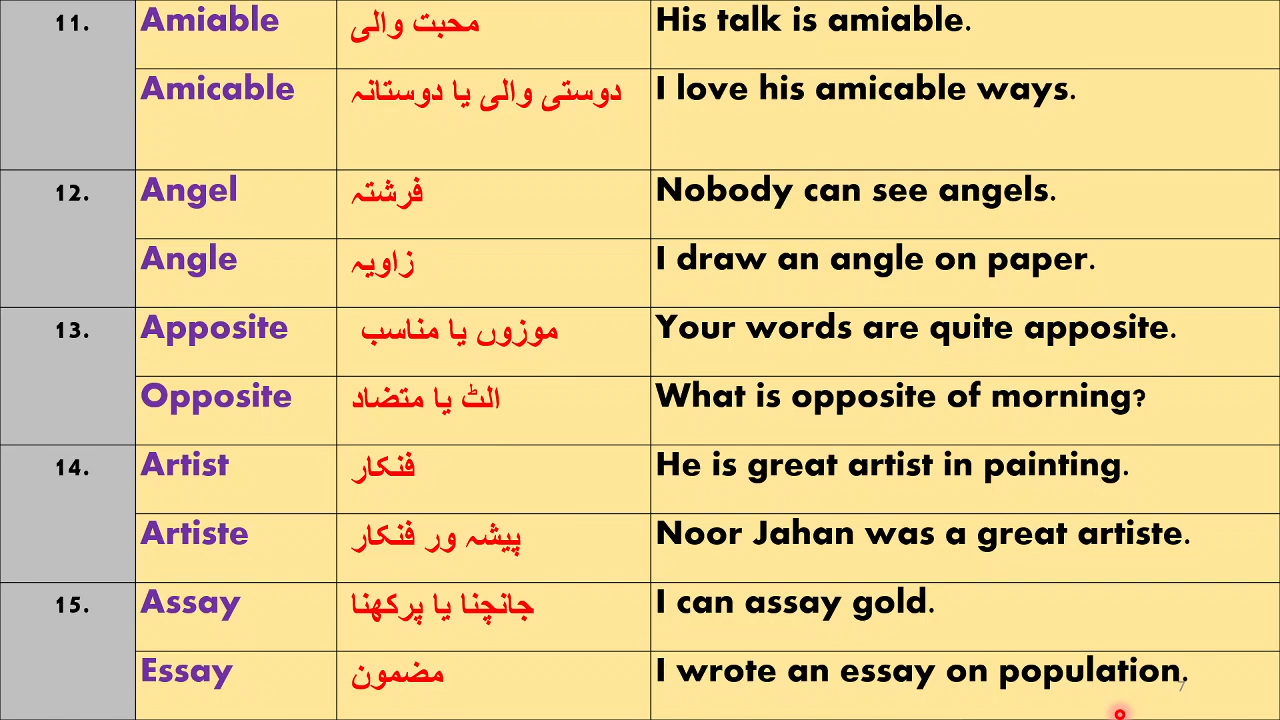 11. Amiable محبت والی His talk is amiable.
Amicable دوستی والی یا دوستانہ I love his amicable ways.
12. Angel فرشتہ Nobody can see angels.
Angle زاویہ I draw an angle on paper.
13. Apposite موزوں یا مناسب Your words are quite apposite.
Opposite الٹ یا متضاد What is opposite of morning?
14. Artist فنکار He is great artist in painting.
Artiste پیشہ ور فنکار Noor Jahan was a great artiste.
15. Assay جانچنا یا پرکھنا I can assay gold.
Essay مضمون I wrote an essay on population.
7